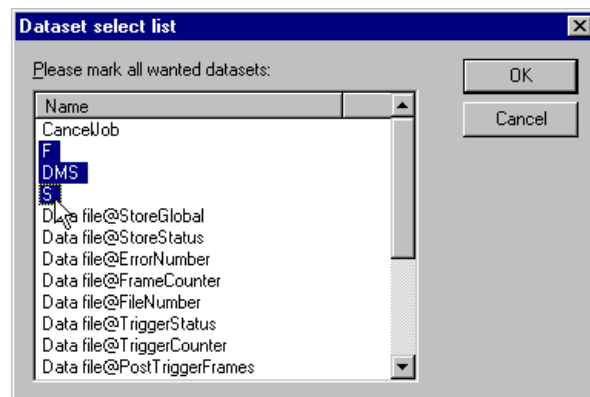 Dataset select list
Please mark all wanted datasets:
OK
Name
Cancel
CancelJob
F
DMS
S
Data file@StoreGlobal
Data file@StoreStatus
Data file@ErrorNumber
Data file@FrameCounter
Data file@FileNumber
Data file@TriggerStatus
Data file@TriggerCounter
Data file@PostTriggerFrames